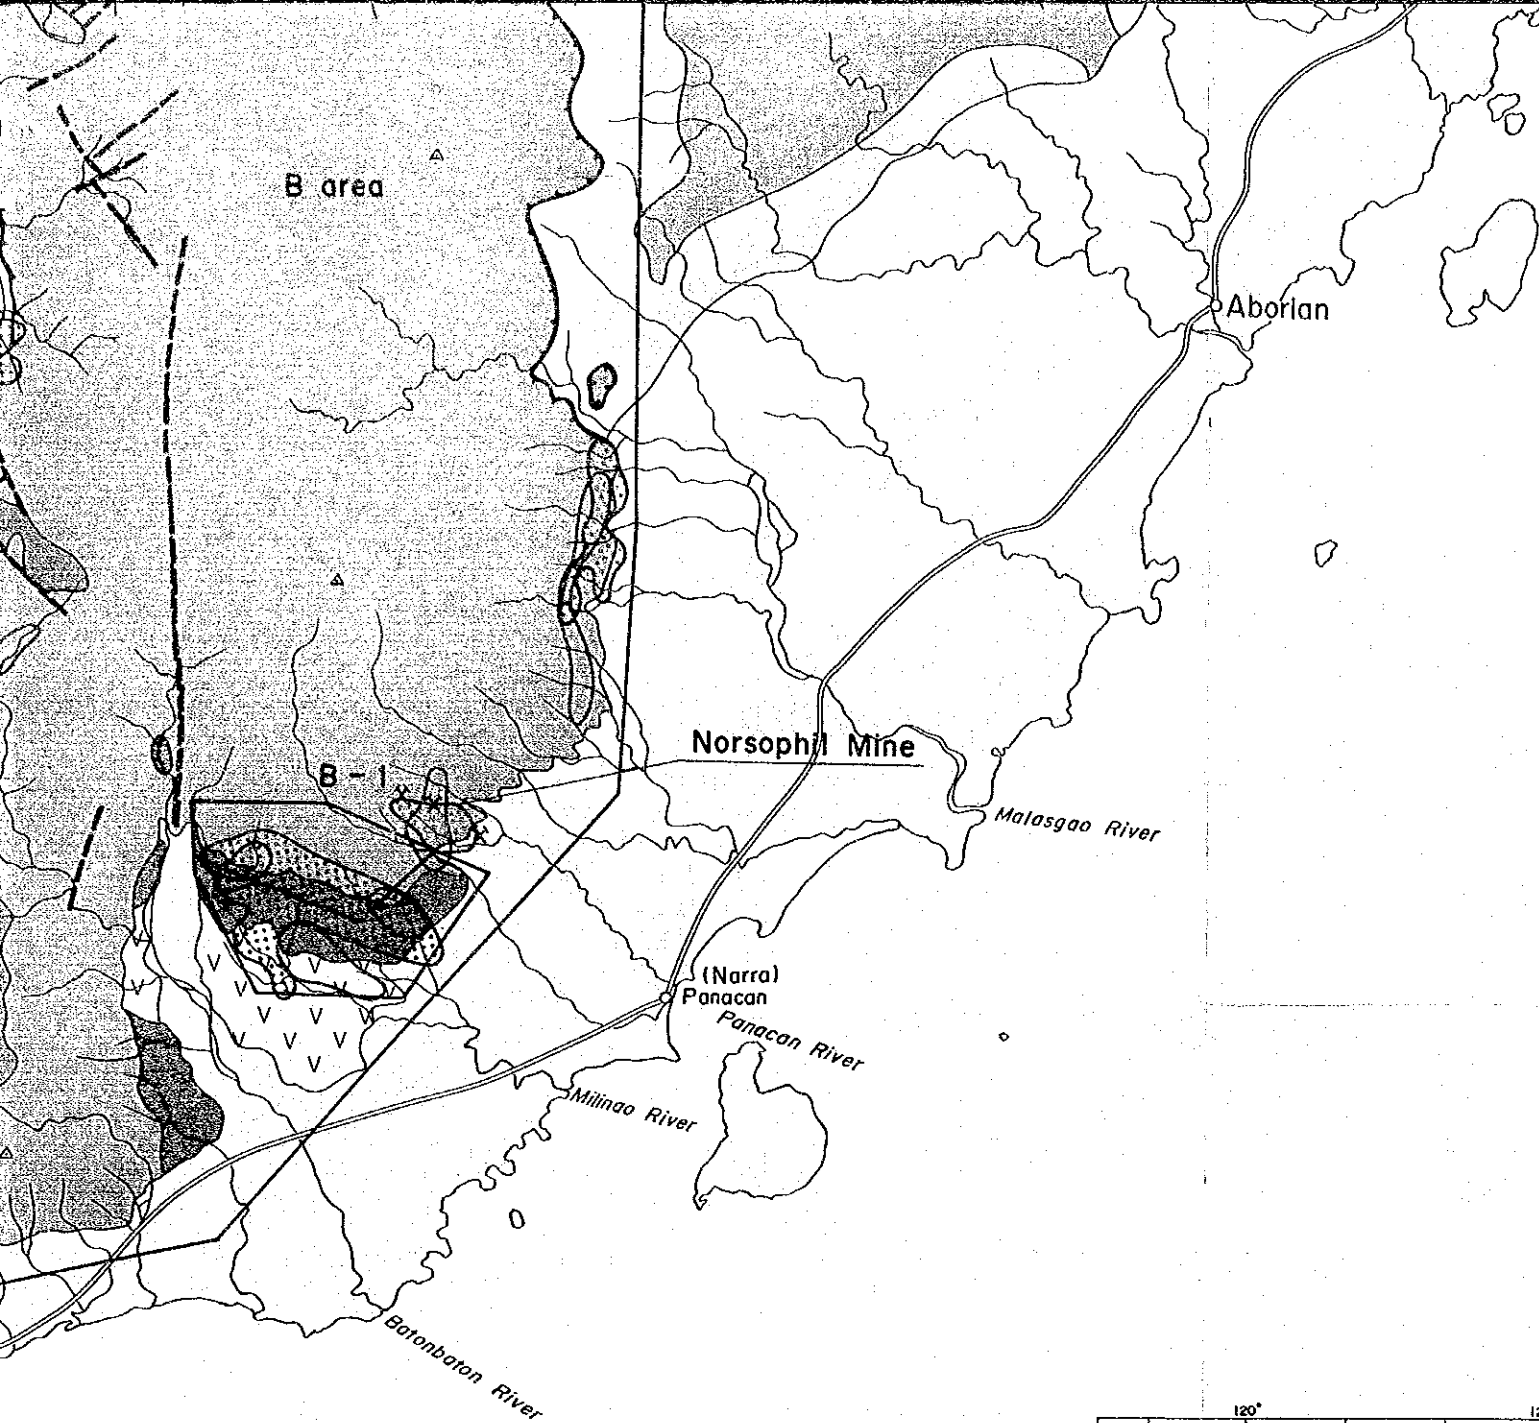 B area
Aborlan
Norsophil Mine
B-1
Malasgao River
(Narra)
Panacan
Panacan River
Milinao River
Batonbaton River
120°